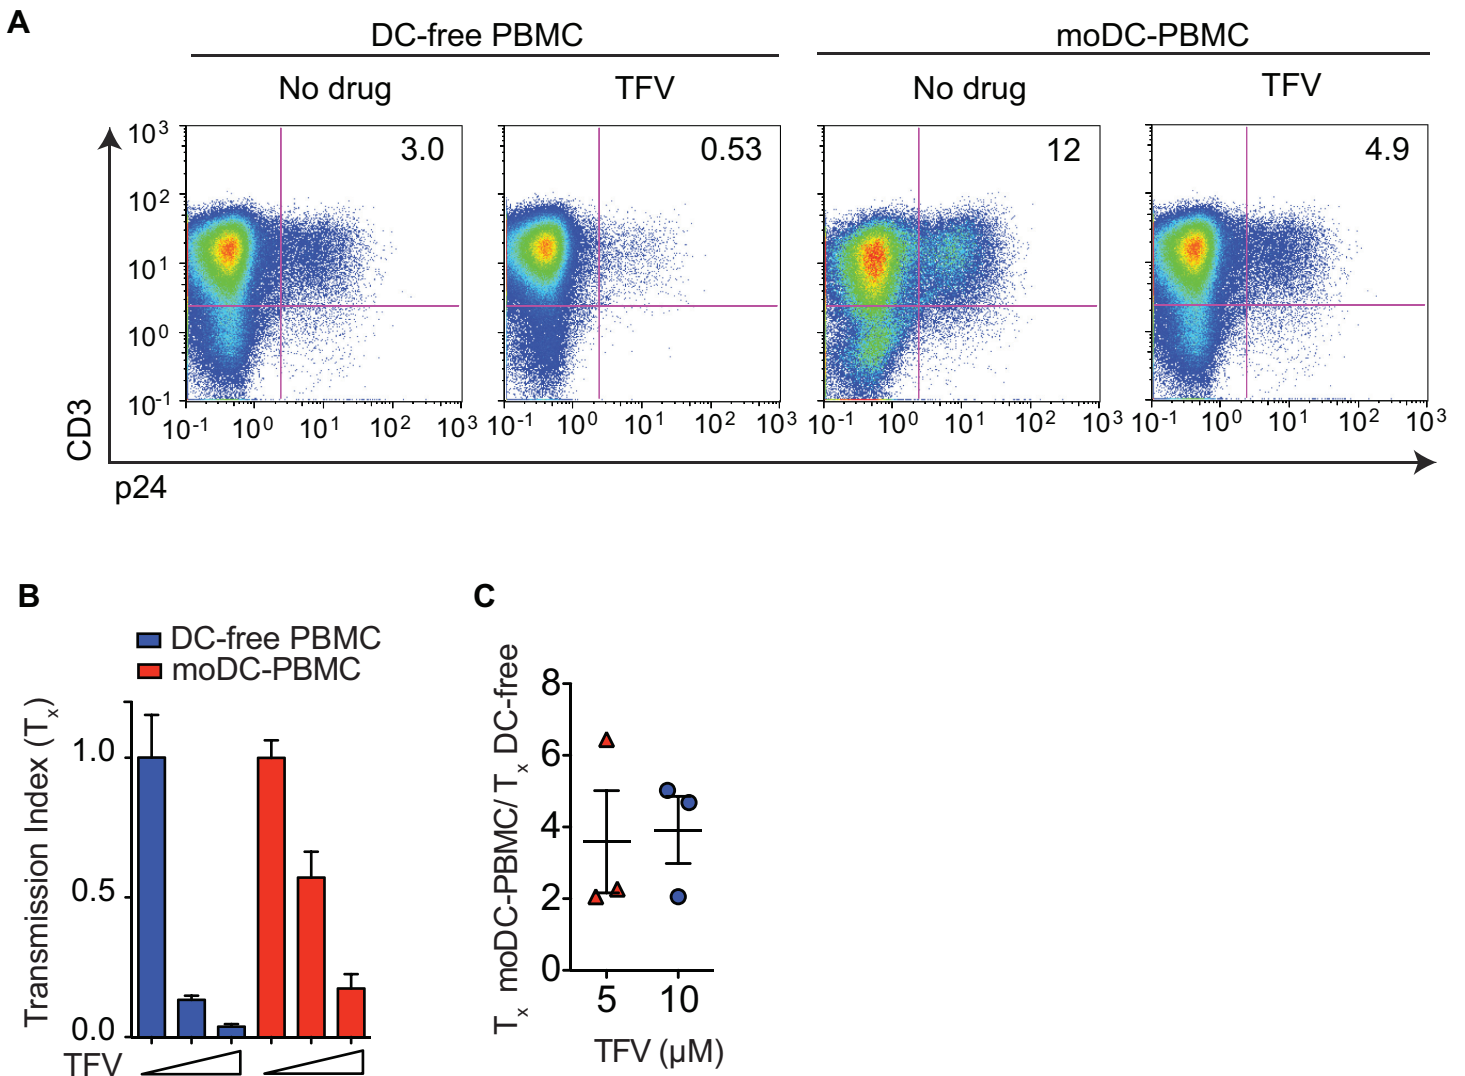 A
DC-free PBMC
moDC-PBMC
No drug
TFV
No drug
TFV
3.0
0.53
12
4.9
10³
10²
10¹
10⁰
10⁻¹
CD3
10⁻¹ 10⁰ 10¹ 10² 10³
10⁻¹ 10⁰ 10¹ 10² 10³
10⁻¹ 10⁰ 10¹ 10² 10³
10⁻¹ 10⁰ 10¹ 10² 10³
p24
B
DC-free PBMC
moDC-PBMC
Transmission Index (Tₓ)
1.0
0.5
0.0
TFV
C
Tₓ moDC-PBMC/ Tₓ DC-free
8
6
4
2
0
5 10
TFV (µM)